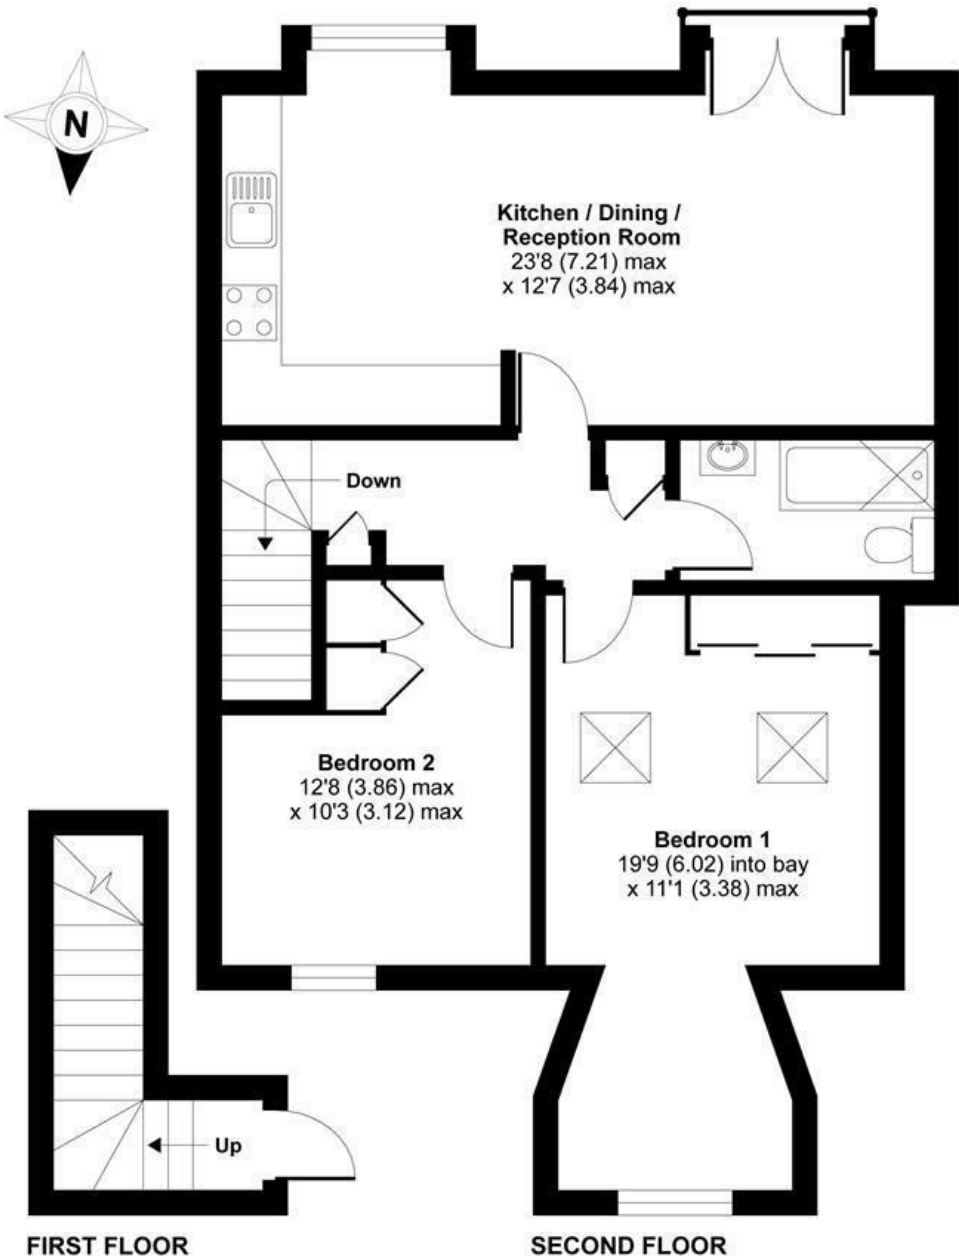 N
Kitchen / Dining /
Reception Room
23'8 (7.21) max
x 12'7 (3.84) max
Down
Bedroom 2
12'8 (3.86) max
x 10'3 (3.12) max
Bedroom 1
19'9 (6.02) into bay
x 11'1 (3.38) max
Up
FIRST FLOOR
SECOND FLOOR